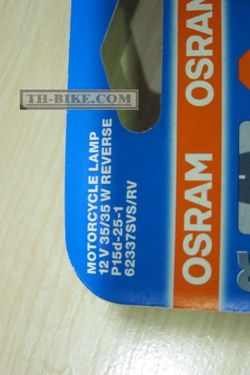 TH-BIKE.COM
MOTORCYCLE LAMP
12 V 35/35 W REVERSE
P15d-25-1
62337SVS/RV
OSRAM
OSRAM